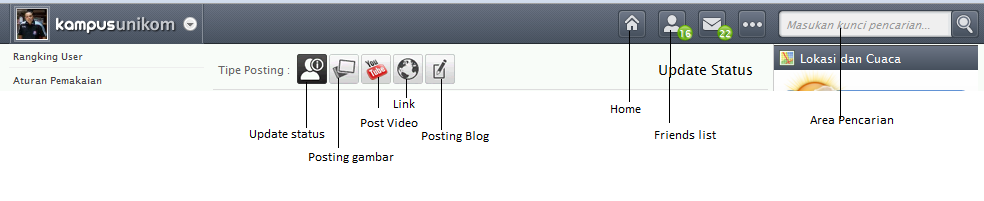 kampusunikom
16
22
Masukan kunci pencarian...
Rangking User
Tipe Posting :
You Tube
Update Status
Lokasi dan Cuaca
Aturan Pemakaian
Link
Home
Post Video
Area Pencarian
Update status
Posting Blog
Friends list
Posting gambar